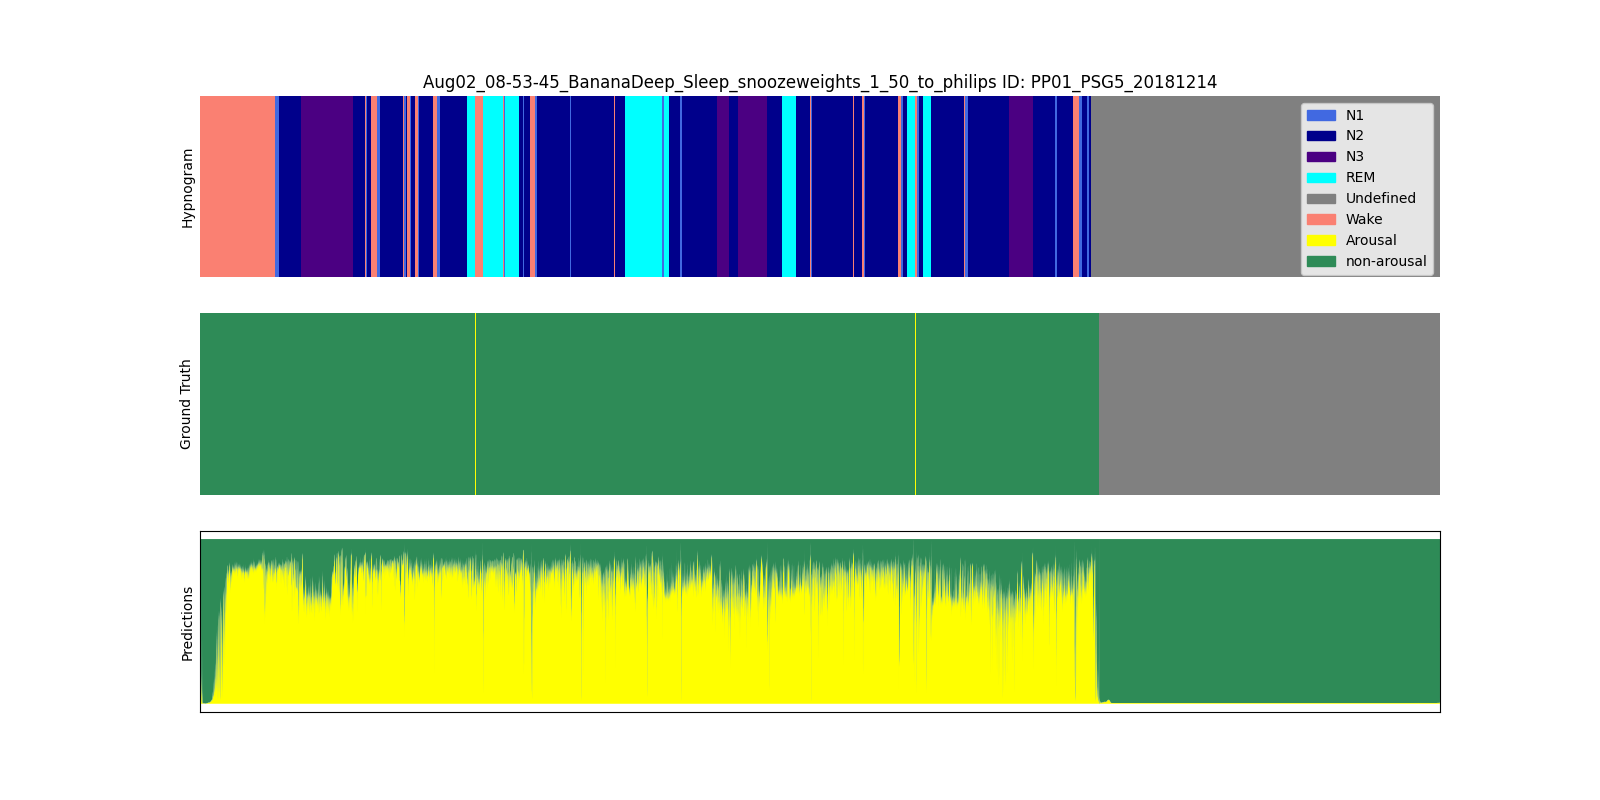 Aug02_08-53-45_BananaDeep_Sleep_snoozeweights_1_50_to_philips ID: PP01_PSG5_20181214
Hypnogram
N1
N2
N3
REM
Undefined
Wake
Arousal
non-arousal
Ground Truth
Predictions